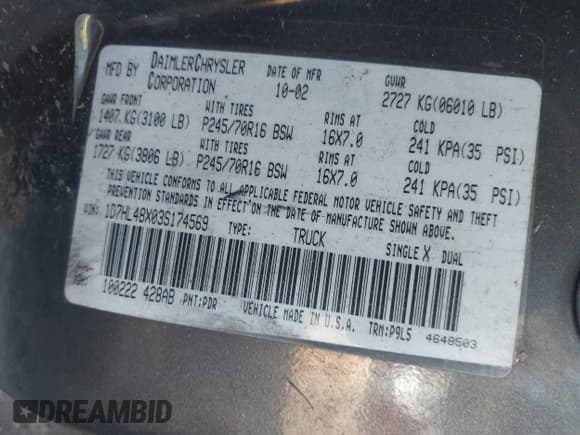 MFD BY DAIMLERCHRYSLER CORPORATION
DATE OF MFR 10-02
GVWR 2727 KG(06010 LB)
GAWR FRONT WITH TIRES RIMS AT COLD
1407 KG(3100 LB) P245/70R16 BSW 16X7.0 241 KPA(35 PSI)
GAWR REAR WITH TIRES RIMS AT COLD
1727 KG(3806 LB) P245/70R16 BSW 16X7.0 241 KPA(35 PSI)
THIS VEHICLE CONFORMS TO ALL APPLICABLE FEDERAL MOTOR VEHICLE SAFETY AND THEFT
PREVENTION STANDARDS IN EFFECT ON THE DATE OF MANUFACTURE SHOWN ABOVE.
VIN: 1D7HL48X03S174569 TYPE: TRUCK SINGLE X DUAL
100222 428AB PNT:PDR VEHICLE MADE IN U.S.A. TRM:P9L5 4648503
DREAMBID